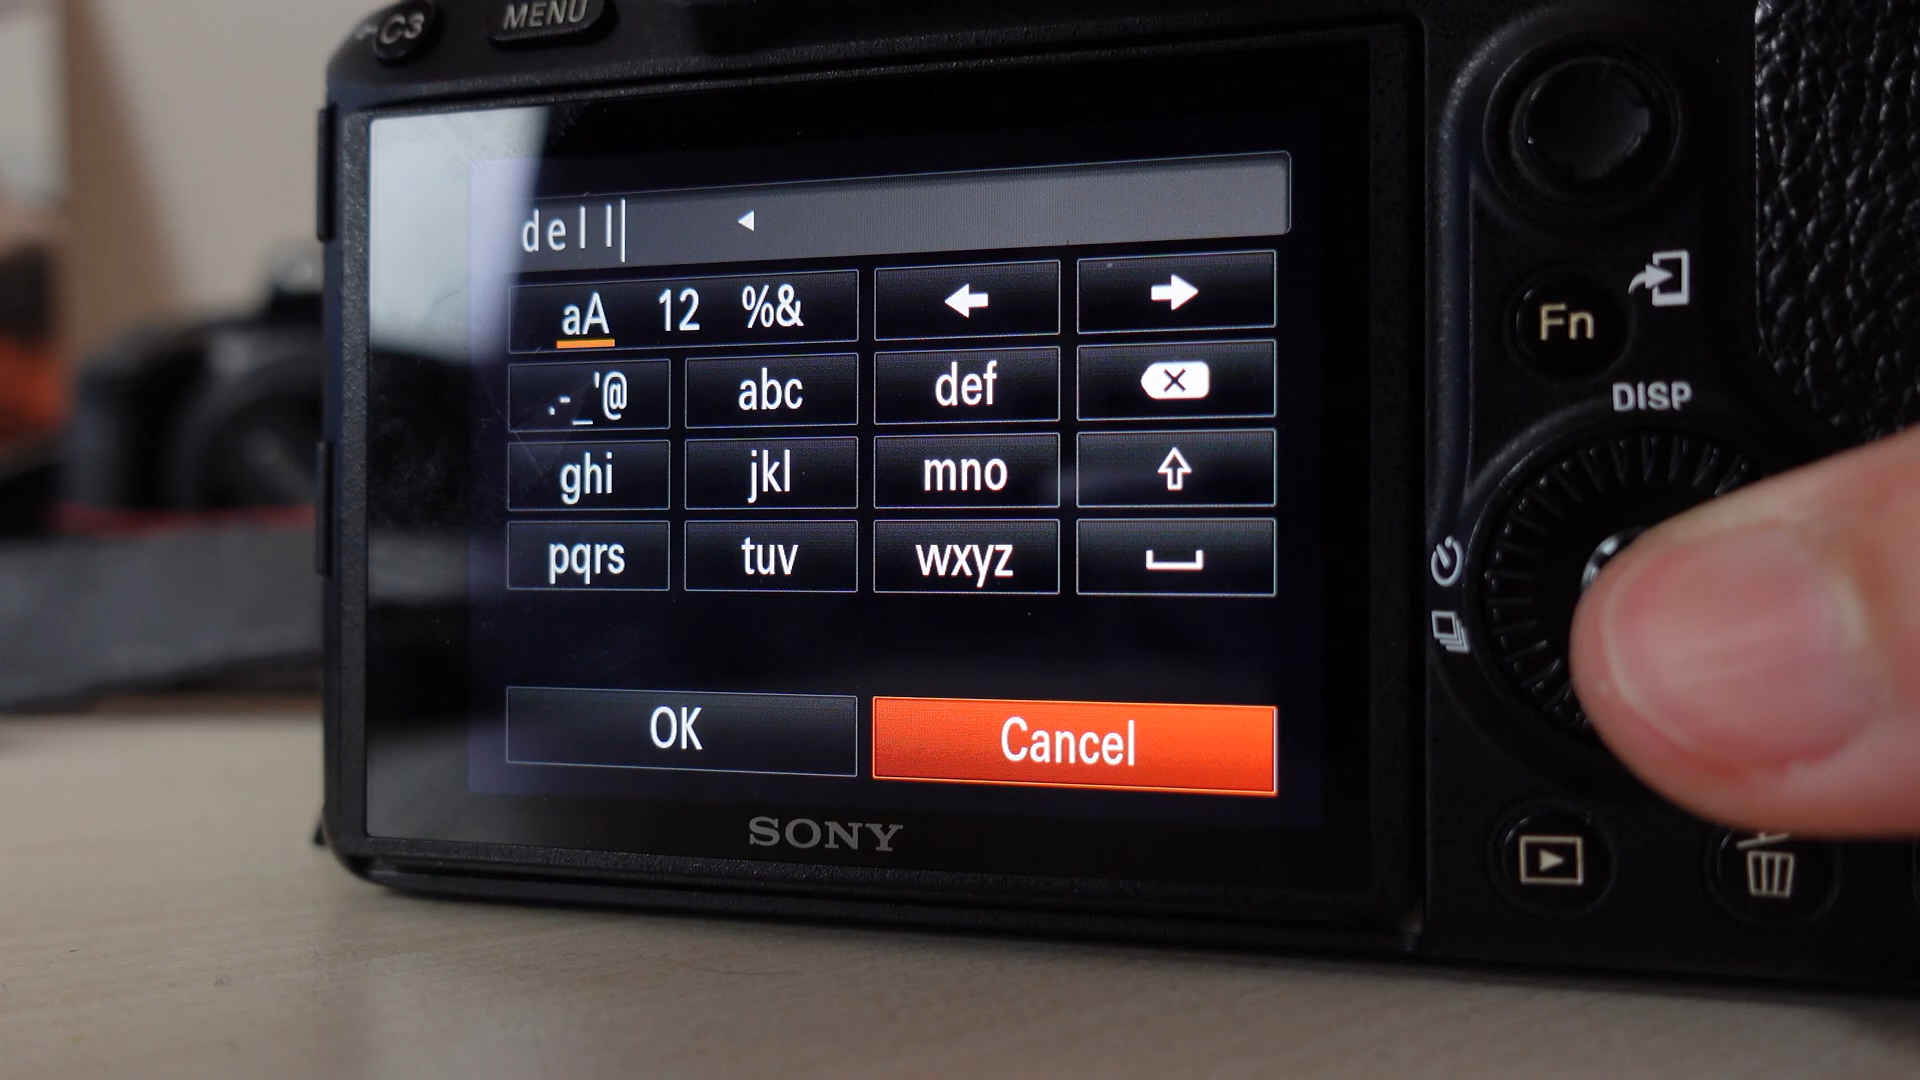 C3 MENU
dell
aA 12 %&
.-_'@ abc def
ghi jkl mno
pqrs tuv wxyz
OK Cancel
SONY
Fn
DISP